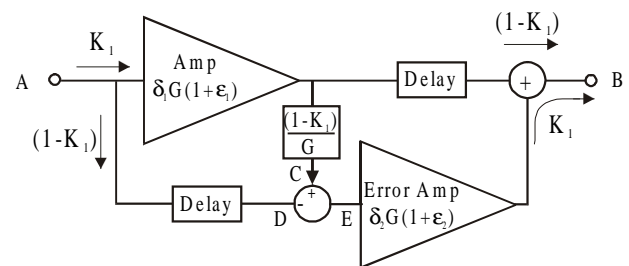 K₁
Amp
δ₁G(1+ε₁)
A
(1-K₁)
Delay
+
B
K₁
(1-K₁)
(1-K₁)
G
C
+
-
D
E
Delay
Error Amp
δ₂G(1+ε₂)